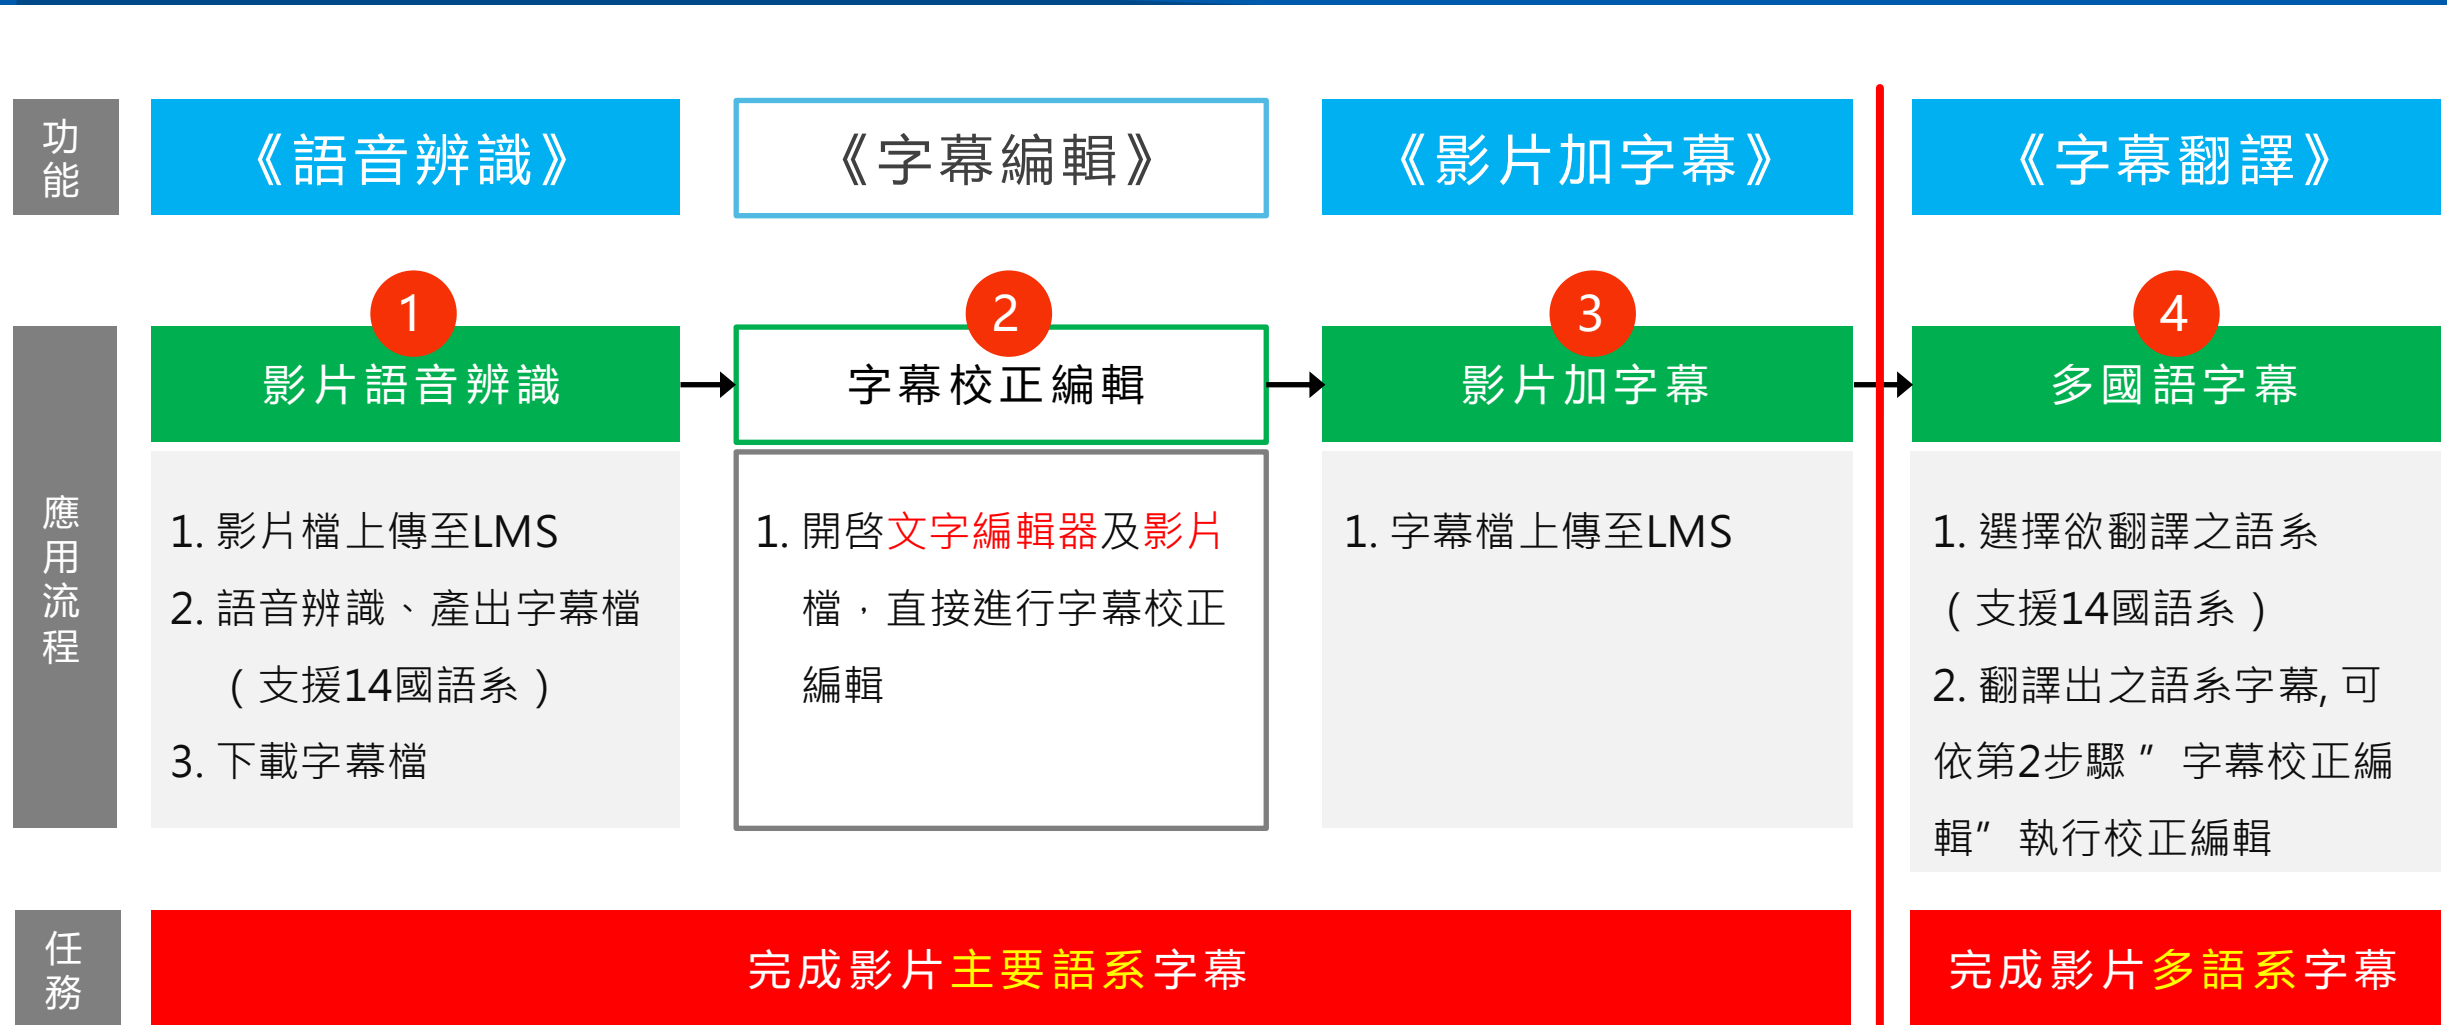 功能
《語音辨識》
《字幕編輯》
《影片加字幕》
《字幕翻譯》
應用流程
1
影片語音辨識
1. 影片檔上傳至LMS
2. 語音辨識、產出字幕檔
（支援14國語系）
3. 下載字幕檔
2
字幕校正編輯
1. 開啓文字編輯器及影片
檔，直接進行字幕校正
編輯
3
影片加字幕
1. 字幕檔上傳至LMS
4
多國語字幕
1. 選擇欲翻譯之語系
（支援14國語系）
2. 翻譯出之語系字幕, 可
依第2步驟＂字幕校正編
輯＂執行校正編輯
任務
完成影片主要語系字幕
完成影片多語系字幕